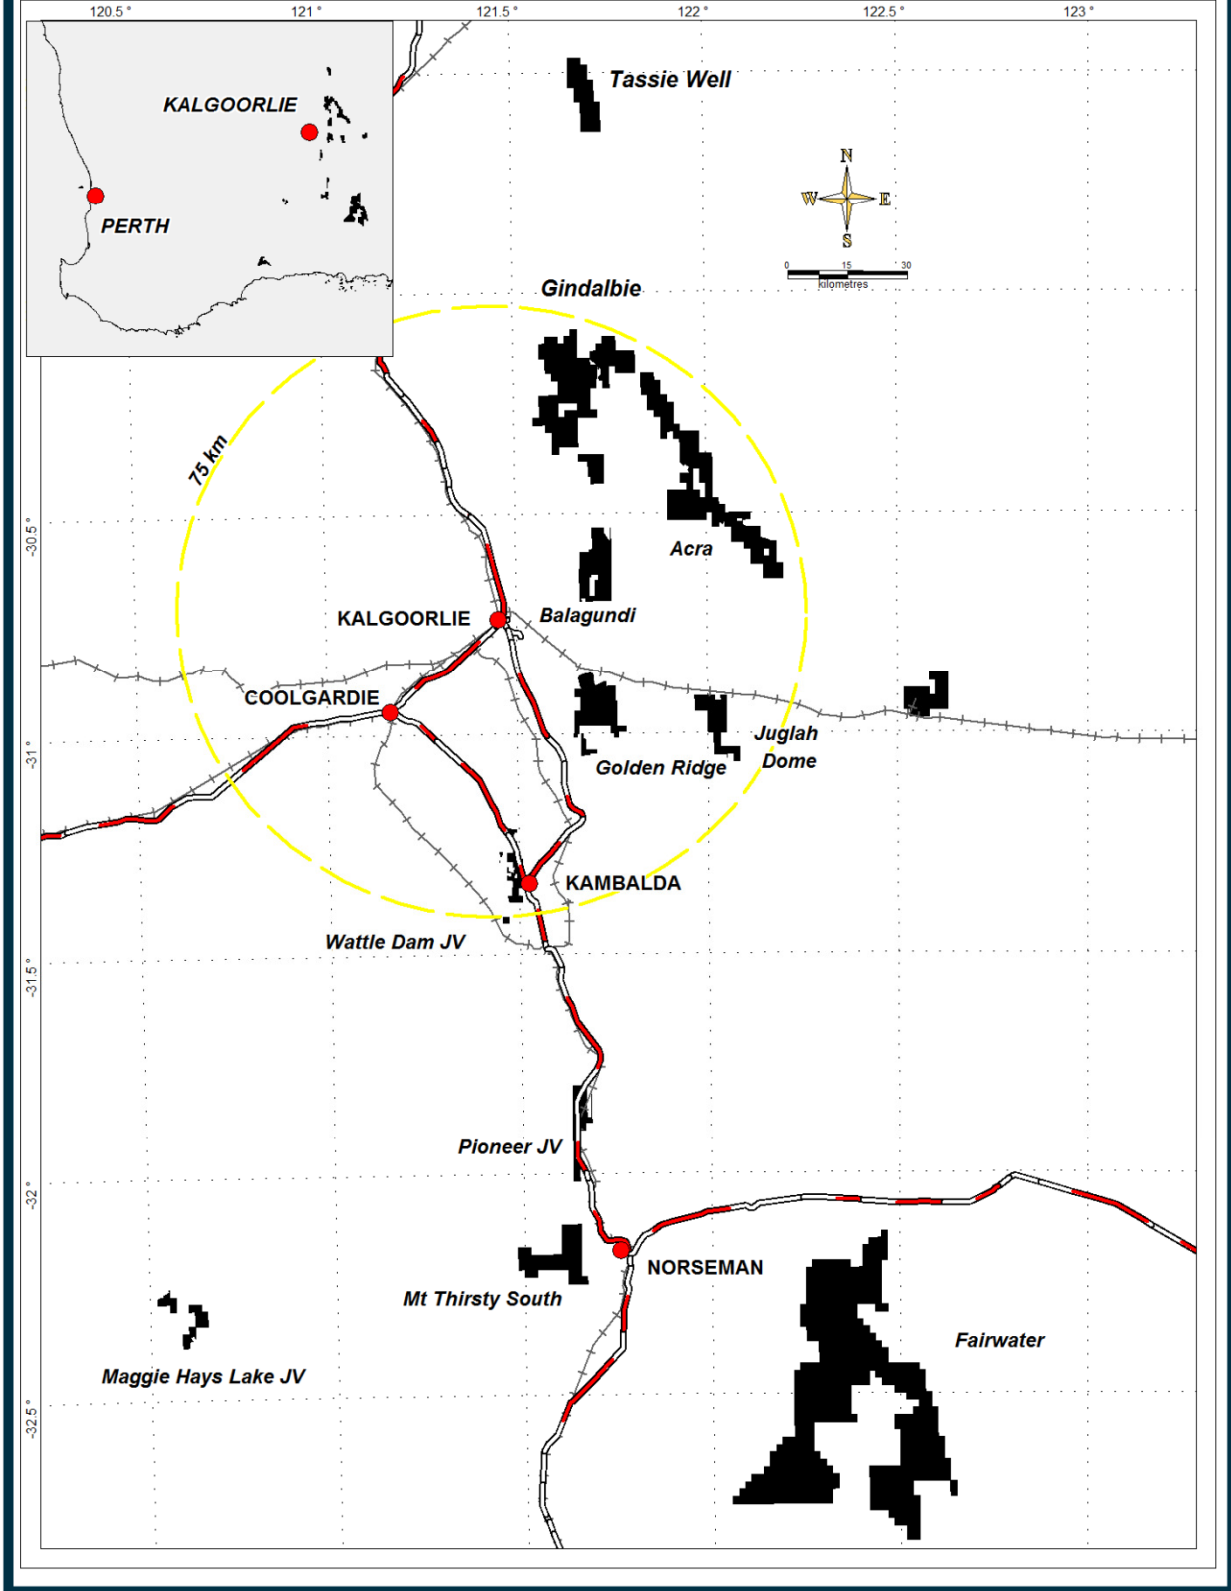 120.5 °
121 °
121.5 °
122 °
122.5 °
123 °
KALGOORLIE
PERTH
Tassie Well
N
W
E
S
0
15
30
kilometres
Gindalbie
75 km
-30.5 °
Acra
KALGOORLIE
Balagundi
COOLGARDIE
-31 °
Juglah
Dome
Golden Ridge
KAMBALDA
Wattle Dam JV
-31.5 °
Pioneer JV
-32 °
NORSEMAN
Mt Thirsty South
Fairwater
Maggie Hays Lake JV
-32.5 °